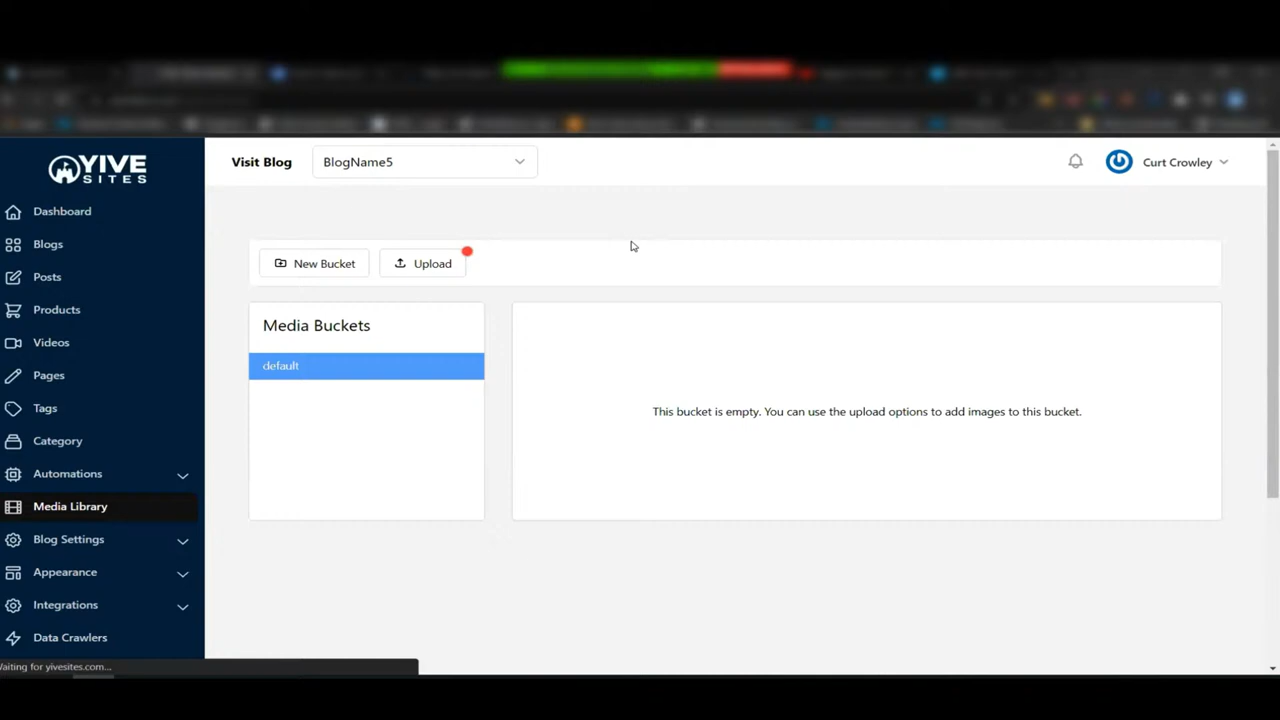 YIVE
SITES
Visit Blog
BlogName5
Curt Crowley
Dashboard
Blogs
Posts
Products
Videos
Pages
Tags
Category
Automations
Media Library
Blog Settings
Appearance
Integrations
Data Crawlers
New Bucket
Upload
Media Buckets
default
This bucket is empty. You can use the upload options to add images to this bucket.
Waiting for yivesites.com...